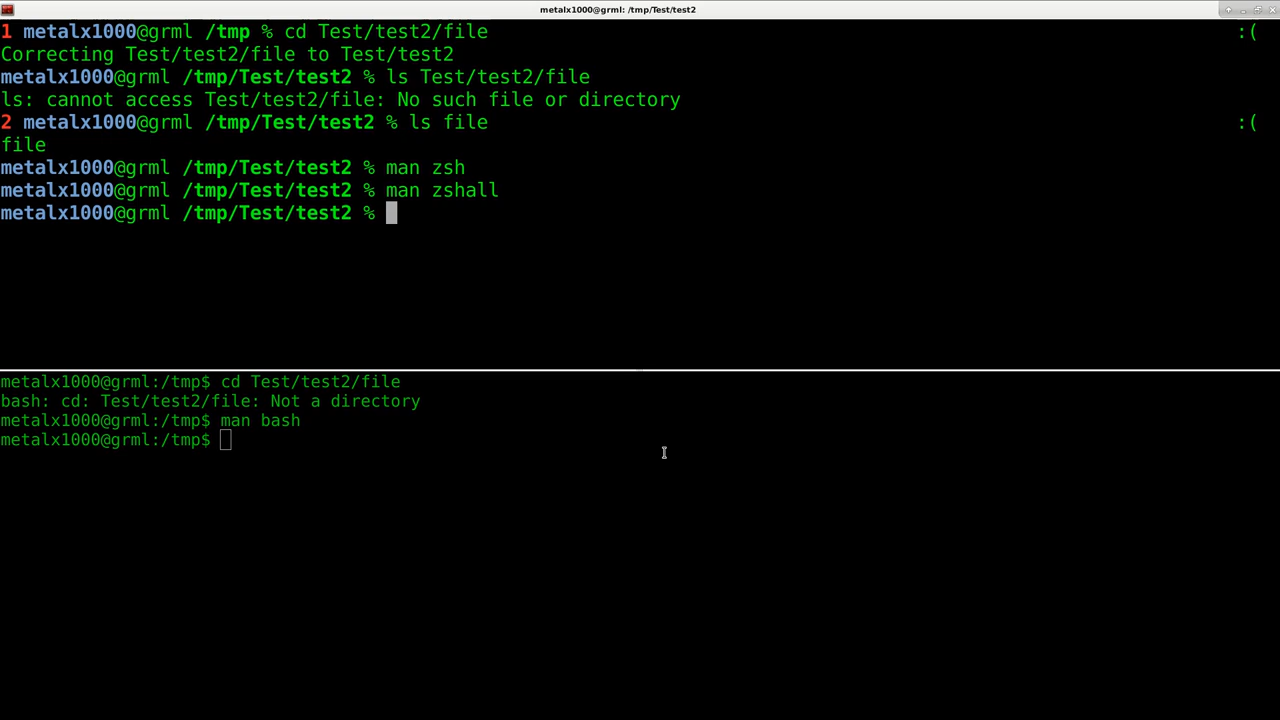 metalx1000@grml: /tmp/Test/test2
1 metalx1000@grml /tmp % cd Test/test2/file :(
Correcting Test/test2/file to Test/test2
metalx1000@grml /tmp/Test/test2 % ls Test/test2/file
ls: cannot access Test/test2/file: No such file or directory
2 metalx1000@grml /tmp/Test/test2 % ls file :(
file
metalx1000@grml /tmp/Test/test2 % man zsh
metalx1000@grml /tmp/Test/test2 % man zshall
metalx1000@grml /tmp/Test/test2 %
metalx1000@grml:/tmp$ cd Test/test2/file
bash: cd: Test/test2/file: Not a directory
metalx1000@grml:/tmp$ man bash
metalx1000@grml:/tmp$